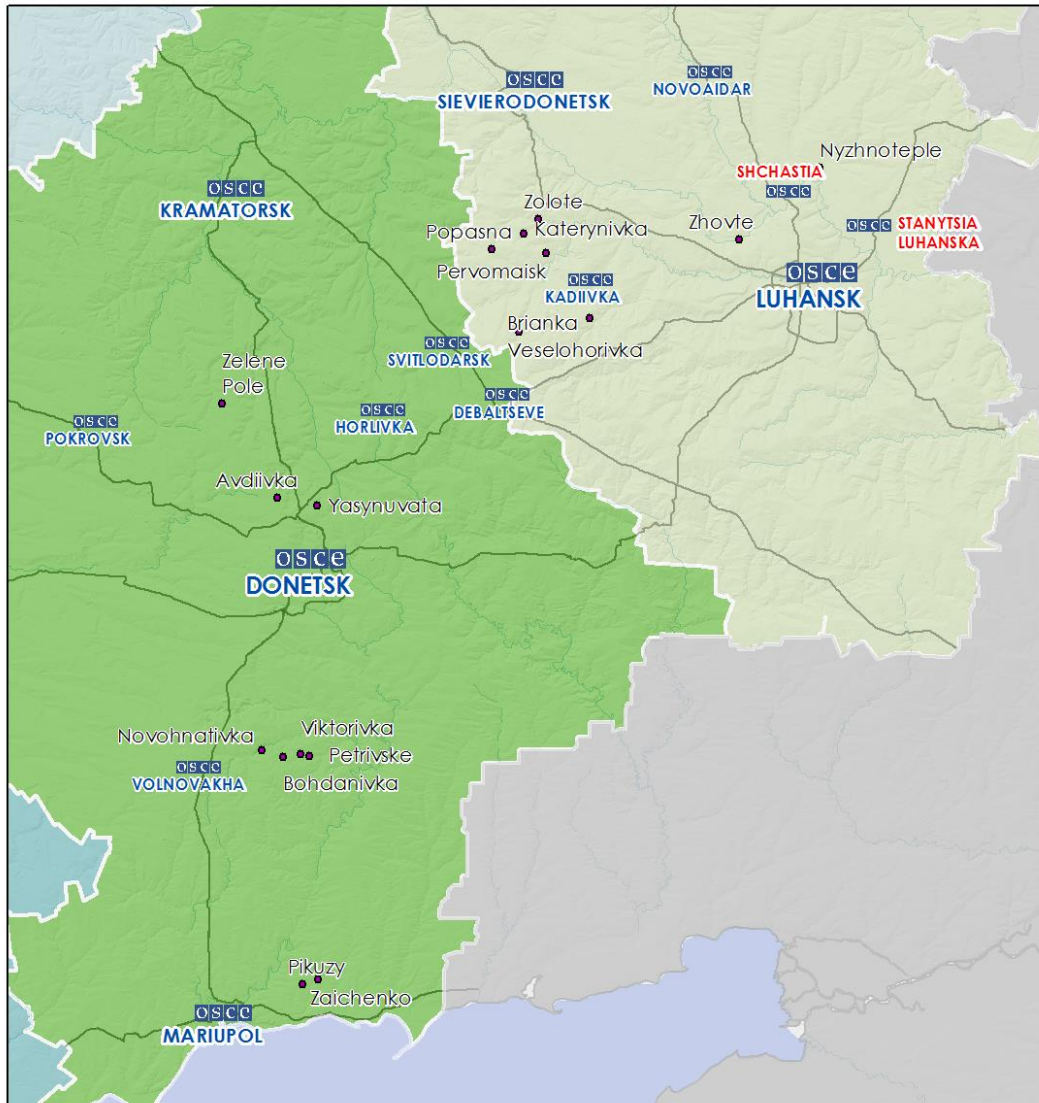 OSCE
SIEVIERODONETSK
OSCE
NOVOAIDAR
Nyzhnoteple
SHCHASTIA
OSCE
OSCE
KRAMATORSK
Zolote
Popasna
Katerynivka
Zhovte
OSCE
STANYTSIA
LUHANSKA
Pervomaisk
OSCE
KADIIVKA
OSCE
LUHANSK
Brianka
Veselohorivka
OSCE
SVITLODARSK
Zelene
Pole
OSCE
DEBALTSEVE
OSCE
HORLIVKA
OSCE
POKROVSK
Avdiivka
Yasynuvata
OSCE
DONETSK
Novohnativka
Viktorivka
Petrivske
Bohdanivka
OSCE
VOLNOVAKHA
Pikuzy
Zaichenko
OSCE
MARIUPOL